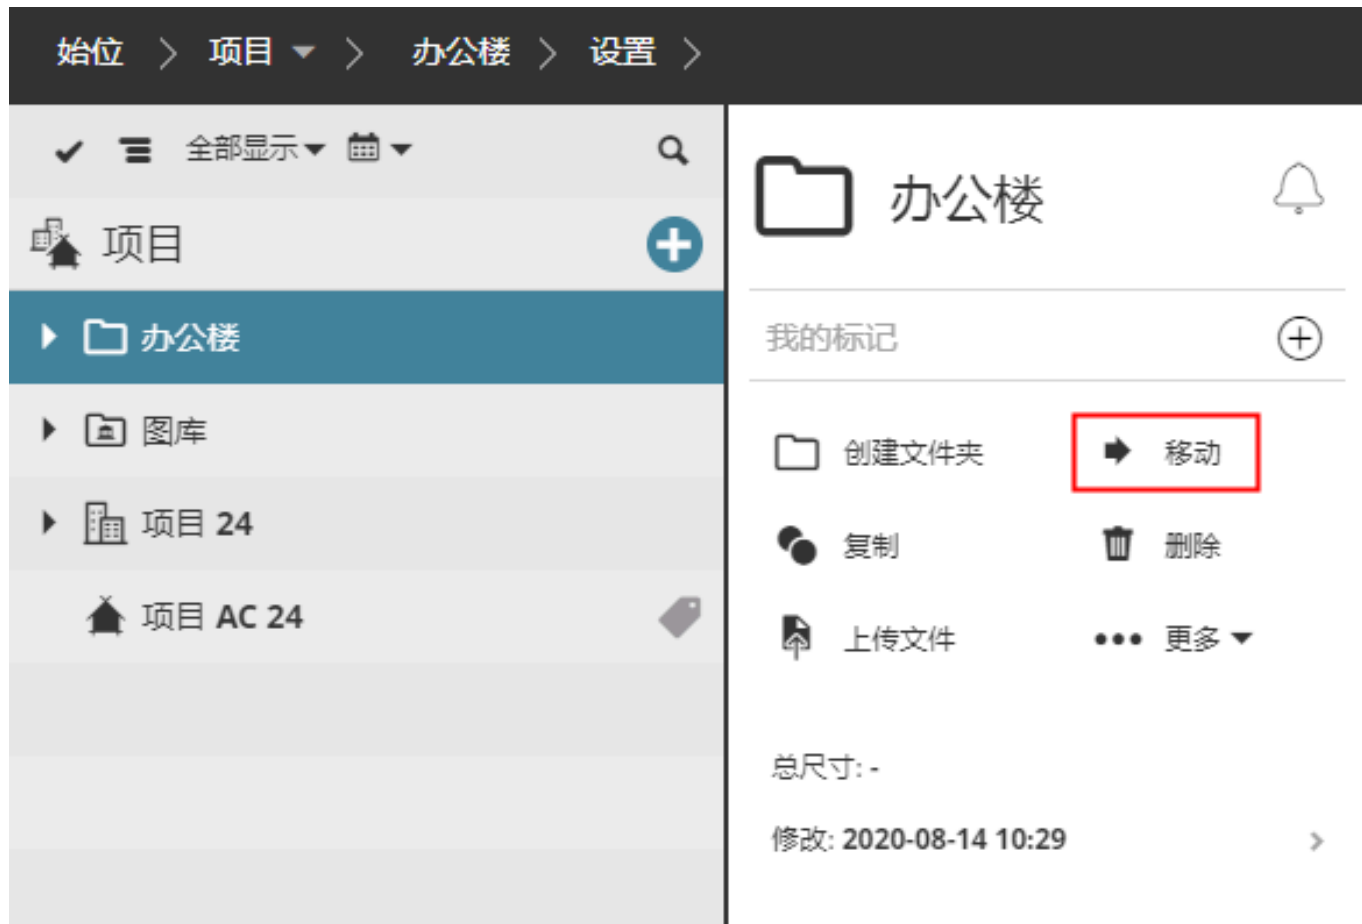 始位 > 项目 > 办公楼 > 设置 >
全部显示
项目
办公楼
图库
项目 24
项目 AC 24
办公楼
我的标记
创建文件夹 移动
复制 删除
上传文件 更多
总尺寸: -
修改: 2020-08-14 10:29